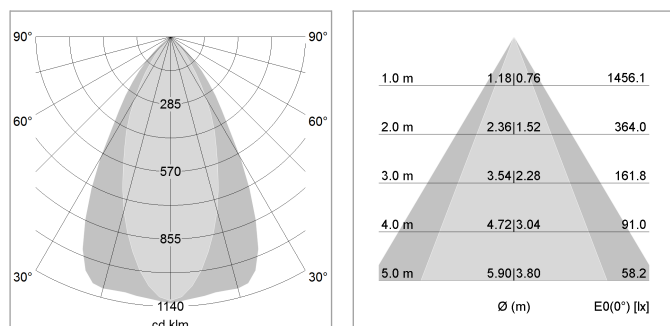 90° 90°
285
60° 60°
570
855
30° 30°
1140
cd klm
1.0 m 1.18|0.76 1456.1
2.0 m 2.36|1.52 364.0
3.0 m 3.54|2.28 161.8
4.0 m 4.72|3.04 91.0
5.0 m 5.90|3.80 58.2
Ø (m) E0(0°) [lx]